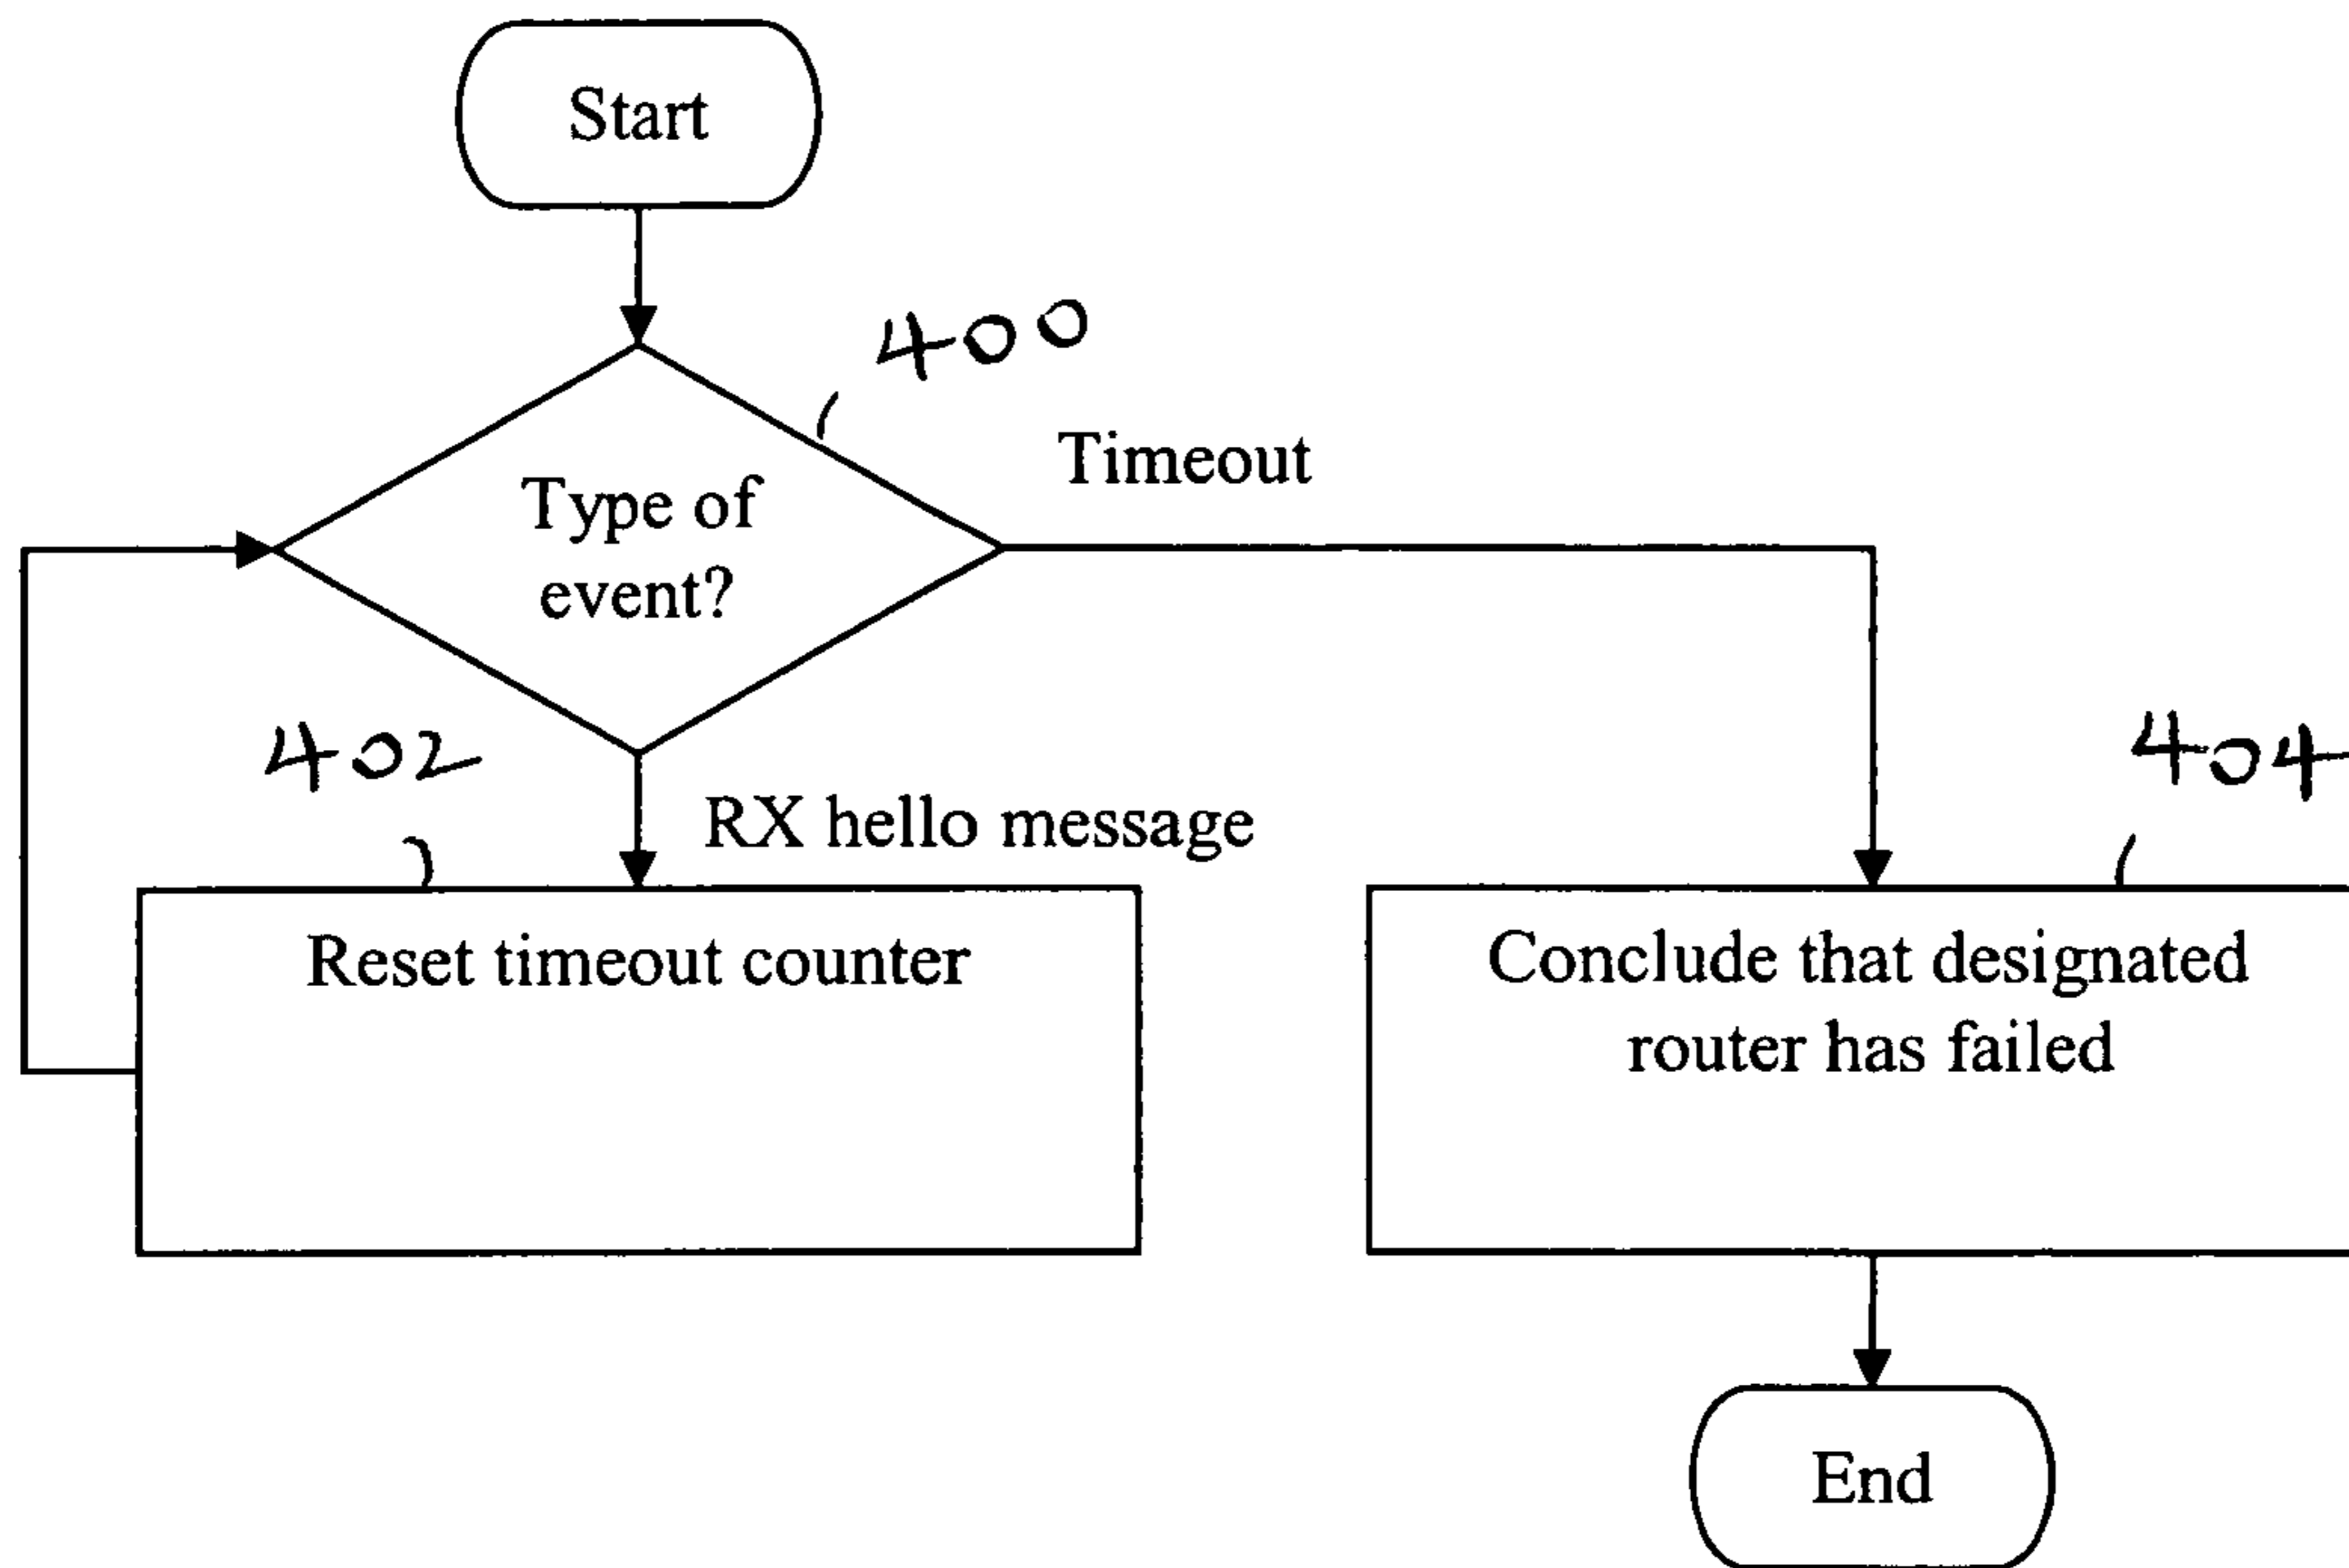 Start
400
Timeout
Type of
event?
402
404
RX hello message
Reset timeout counter
Conclude that designated
router has failed
End